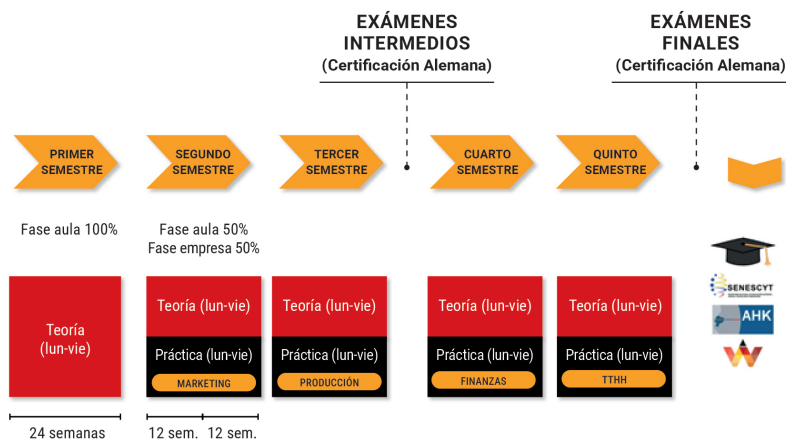 EXÁMENES
INTERMEDIOS
(Certificación Alemana)
EXÁMENES
FINALES
(Certificación Alemana)
PRIMER
SEMESTRE
SEGUNDO
SEMESTRE
TERCER
SEMESTRE
CUARTO
SEMESTRE
QUINTO
SEMESTRE
Fase aula 100%
Fase aula 50%
Fase empresa 50%
Teoría
(lun-vie)
Teoría (lun-vie)
Práctica (lun-vie)
MARKETING
Teoría (lun-vie)
Práctica (lun-vie)
PRODUCCIÓN
Teoría (lun-vie)
Práctica (lun-vie)
FINANZAS
Teoría (lun-vie)
Práctica (lun-vie)
TTHH
SENESCYT
AHK
24 semanas
12 sem.
12 sem.